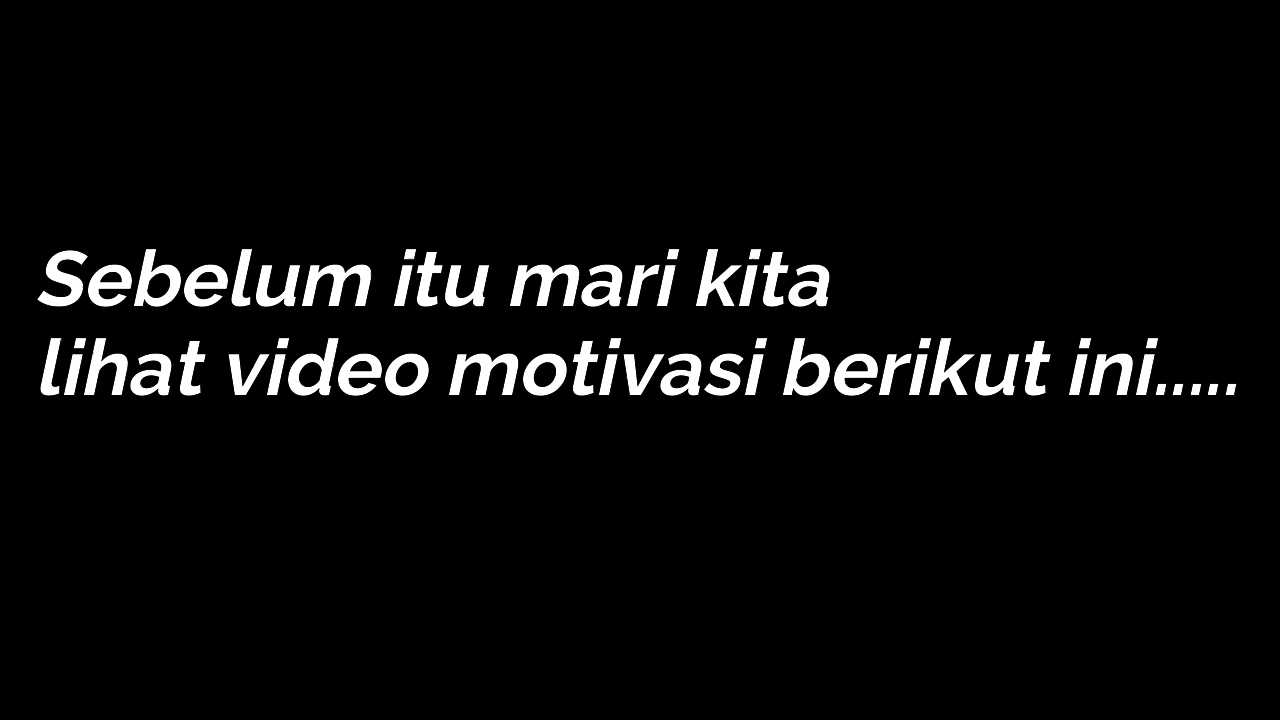 Sebelum itu mari kita
lihat video motivasi berikut ini.....